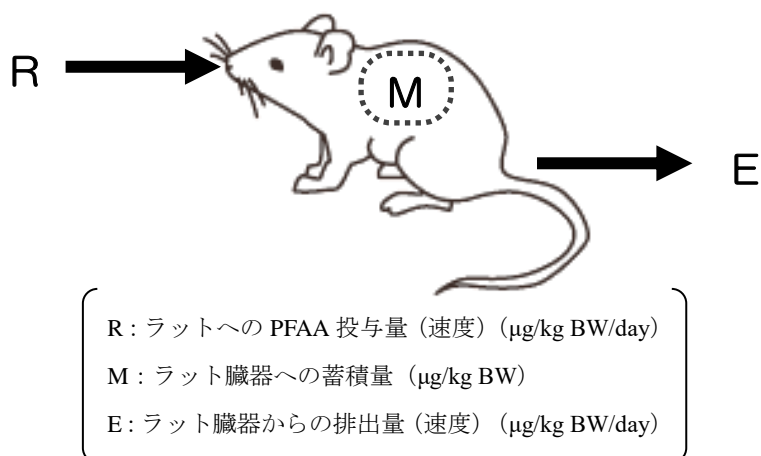 R
M
E
R : ラットへの PFAA 投与量（速度）（μg/kg BW/day）
M : ラット臓器への蓄積量（μg/kg BW）
E : ラット臓器からの排出量（速度）（μg/kg BW/day）